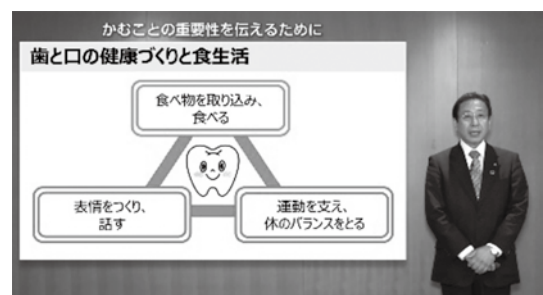 かむことの重要性を伝えるために
歯と口の健康づくりと食生活
食べ物を取り込み、
食べる
表情をつくり、
話す
運動を支え、
体のバランスをとる